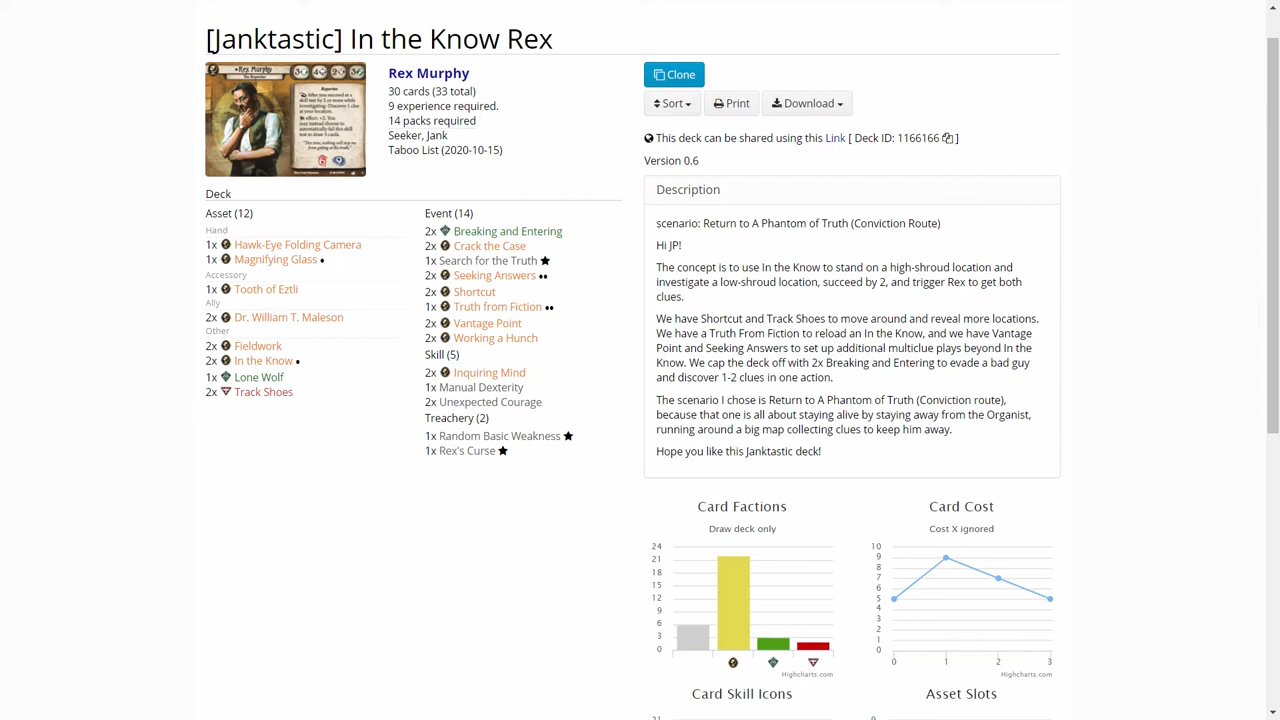 [Janktastic] In the Know Rex
Rex Murphy
30 cards (33 total)
9 experience required.
14 packs required
Seeker, Jank
Taboo List (2020-10-15)
Deck
Asset (12)
Hand
1x Hawk-Eye Folding Camera
1x Magnifying Glass •
Accessory
1x Tooth of Eztli
Ally
2x Dr. William T. Maleson
Other
2x Fieldwork
2x In the Know •
1x Lone Wolf
2x Track Shoes
Event (14)
2x Breaking and Entering
2x Crack the Case
1x Search for the Truth ★
2x Seeking Answers ••
2x Shortcut
1x Truth from Fiction ••
2x Vantage Point
2x Working a Hunch
Skill (5)
2x Inquiring Mind
1x Manual Dexterity
2x Unexpected Courage
Treachery (2)
1x Random Basic Weakness ★
1x Rex's Curse ★
Clone
Sort Print Download
This deck can be shared using this Link [ Deck ID: 1166166 ]
Version 0.6
Description
scenario: Return to A Phantom of Truth (Conviction Route)
Hi JP!
The concept is to use In the Know to stand on a high-shroud location and
investigate a low-shroud location, succeed by 2, and trigger Rex to get both
clues.
We have Shortcut and Track Shoes to move around and reveal more locations.
We have a Truth From Fiction to reload an In the Know, and we have Vantage
Point and Seeking Answers to set up additional multiclue plays beyond In the
Know. We cap the deck off with 2x Breaking and Entering to evade a bad guy
and discover 1-2 clues in one action.
The scenario I chose is Return to A Phantom of Truth (Conviction route),
because that one is all about staying alive by staying away from the Organist,
running around a big map collecting clues to keep him away.
Hope you like this Janktastic deck!
Card Factions
Draw deck only
24
21
18
15
12
9
6
3
0
Highcharts.com
Card Cost
Cost X ignored
10
9
8
7
6
5
4
3
2
1
0
0 1 2 3
Highcharts.com
Card Skill Icons
Asset Slots